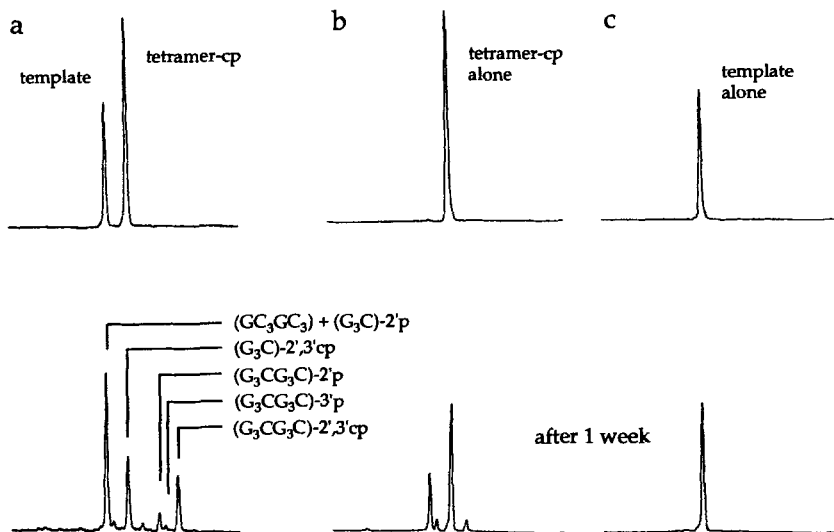 a
template
tetramer-cp
b
tetramer-cp
alone
c
template
alone
(GC₃GC₃) + (G₃C)-2'p
(G₃C)-2',3'cp
(G₃CG₃C)-2'p
(G₃CG₃C)-3'p
(G₃CG₃C)-2',3'cp
after 1 week